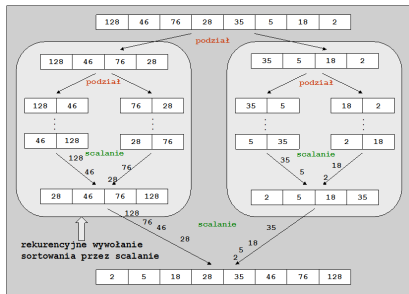 128 46 76 28 35 5 18 2
podział
128 46 76 28
35 5 18 2
podział
podział
128 46
76 28
35 5
18 2
46 128
28 76
5 35
2 18
scalanie
scalanie
128
46
76
28
35
5
18
2
28 46 76 128
2 5 18 35
128
76
46
28
scalanie
35
18
5
2
rekurencyjne wywołanie
sortowania przez scalanie
2 5 18 28 35 46 76 128